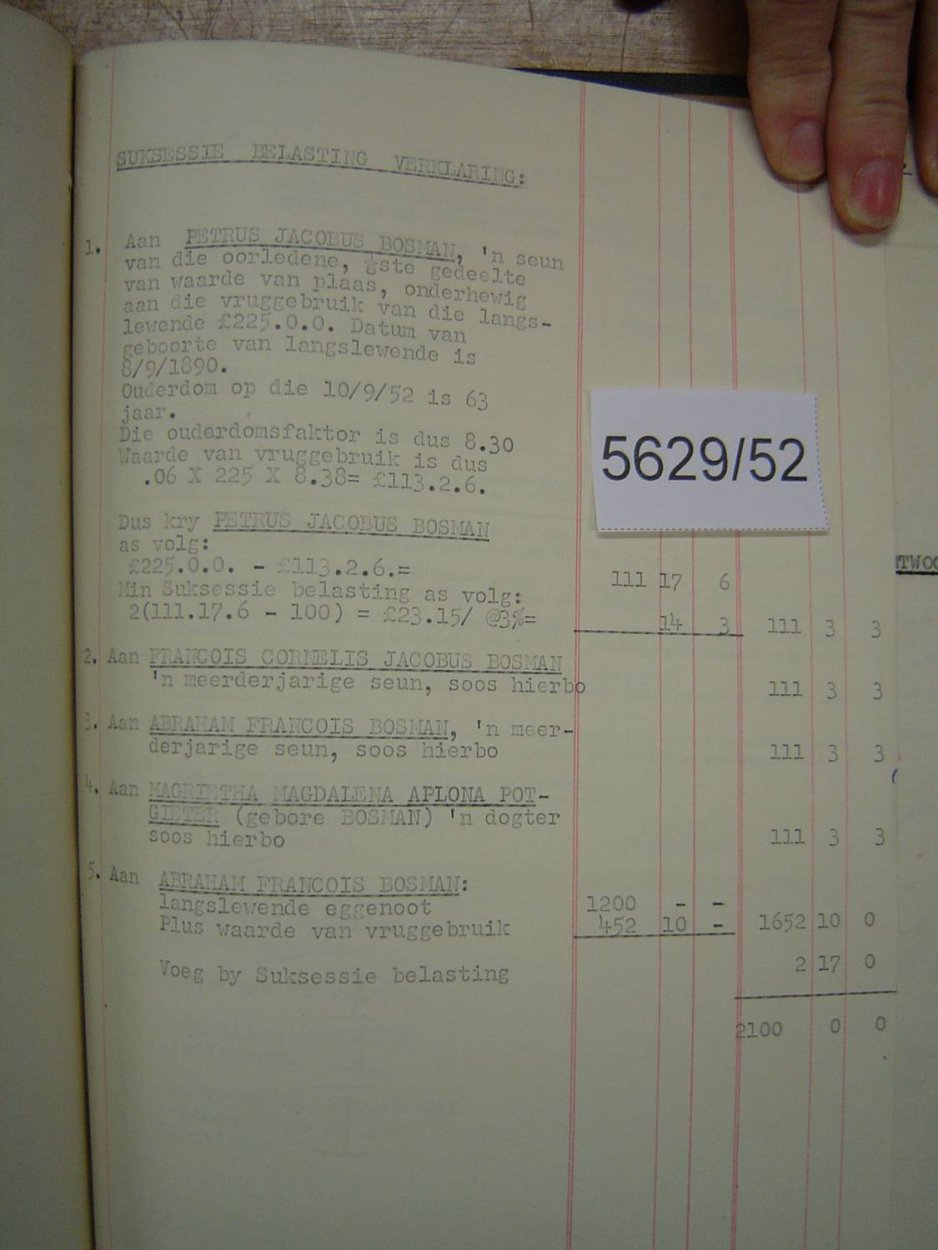 SUKSESSIE BELASTING VERKLARING:
1. Aan PETRUS JACOBUS BOSMAN, 'n seun
van die oorledene, gste gedeelte
van waarde van plaas, onderhewig
aan die vruggebruik van die langs-
lewende £225.0.0. Datum van
geboorte van langslewende is
8/9/1890.
Ouderdom op die 10/9/52 is 63
jaar.
Die ouderdomsfaktor is dus 8.30
Waarde van vruggebruik is dus
.06 X 225 X 8.38= £113.2.6.
5629/52
Dus kry PETRUS JACOBUS BOSMAN
as volg:
£225.0.0. - £113.2.6.= 111 17 6
Min Suksessie belasting as volg:
2(111.17.6 - 100) = £23.15/ @3%= 14 3 111 3 3
2. Aan FRANCOIS CORNELIS JACOBUS BOSMAN
'n meerderjarige seun, soos hierbo 111 3 3
3. Aan ABRAHAM FRANCOIS BOSMAN, 'n meer-
derjarige seun, soos hierbo 111 3 3
4. Aan MAGRIETHA MAGDALENA APLONA POT-
GIETER (gebore BOSMAN) 'n dogter
soos hierbo 111 3 3
5. Aan ABRAHAM FRANCOIS BOSMAN:
langslewende eggenoot 1200 - -
Plus waarde van vruggebruik 452 10 - 1652 10 0
Voeg by Suksessie belasting 2 17 0
2100 0 0